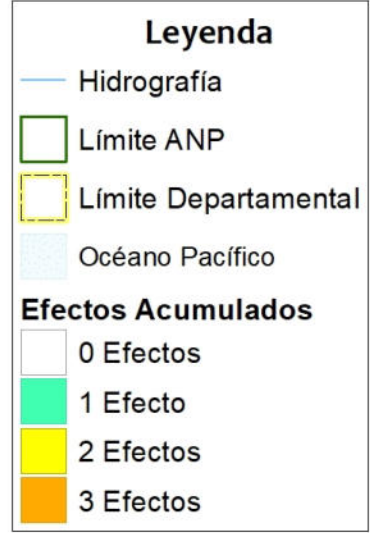 Leyenda
Hidrografía
Límite ANP
Límite Departamental
Océano Pacífico
Efectos Acumulados
0 Efectos
1 Efecto
2 Efectos
3 Efectos